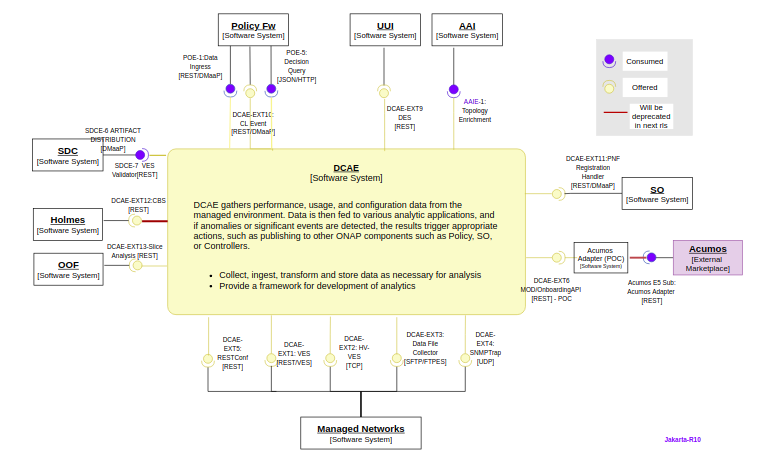 Policy Fw
[Software System]
UUI
[Software System]
AAI
[Software System]
POE-1:Data
Ingress
[REST/DMaaP]
POE-5:
Decision
Query
[JSON/HTTP]
DCAE-EXT10:
CL Event
[REST/DMaaP]
DCAE-EXT9
DES
[REST]
AAIE-1:
Topology
Enrichment
Consumed
Offered
Will be
deprecated
in next rls
SDCE-6 ARTIFACT
DISTRIBUTION
[DMaaP]
SDC
[Software System]
SDCE-7 VES
Validator[REST]
DCAE-EXT12:CBS
[REST]
Holmes
[Software System]
DCAE-EXT13-Slice
Analysis [REST]
OOF
[Software System]
DCAE
[Software System]
DCAE gathers performance, usage, and configuration data from the
managed environment. Data is then fed to various analytic applications, and
if anomalies or significant events are detected, the results trigger appropriate
actions, such as publishing to other ONAP components such as Policy, SO,
or Controllers.
• Collect, ingest, transform and store data as necessary for analysis
• Provide a framework for development of analytics
DCAE-EXT11:PNF
Registration
Handler
[REST/DMaaP]
SO
[Software System]
Acumos
Adapter (POC)
[Software System]
Acumos
[External
Marketplace]
DCAE-EXT6
MOD/OnboardingAPI
[REST] - POC
Acumos E5 Sub:
Acumos Adapter
[REST]
DCAE-
EXT5:
RESTConf
[REST]
DCAE-
EXT1: VES
[REST/VES]
DCAE-
EXT2: HV-
VES
[TCP]
DCAE-EXT3:
Data File
Collector
[SFTP/FTPES]
DCAE-
EXT4:
SNMPTrap
[UDP]
Managed Networks
[Software System]
Jakarta-R10